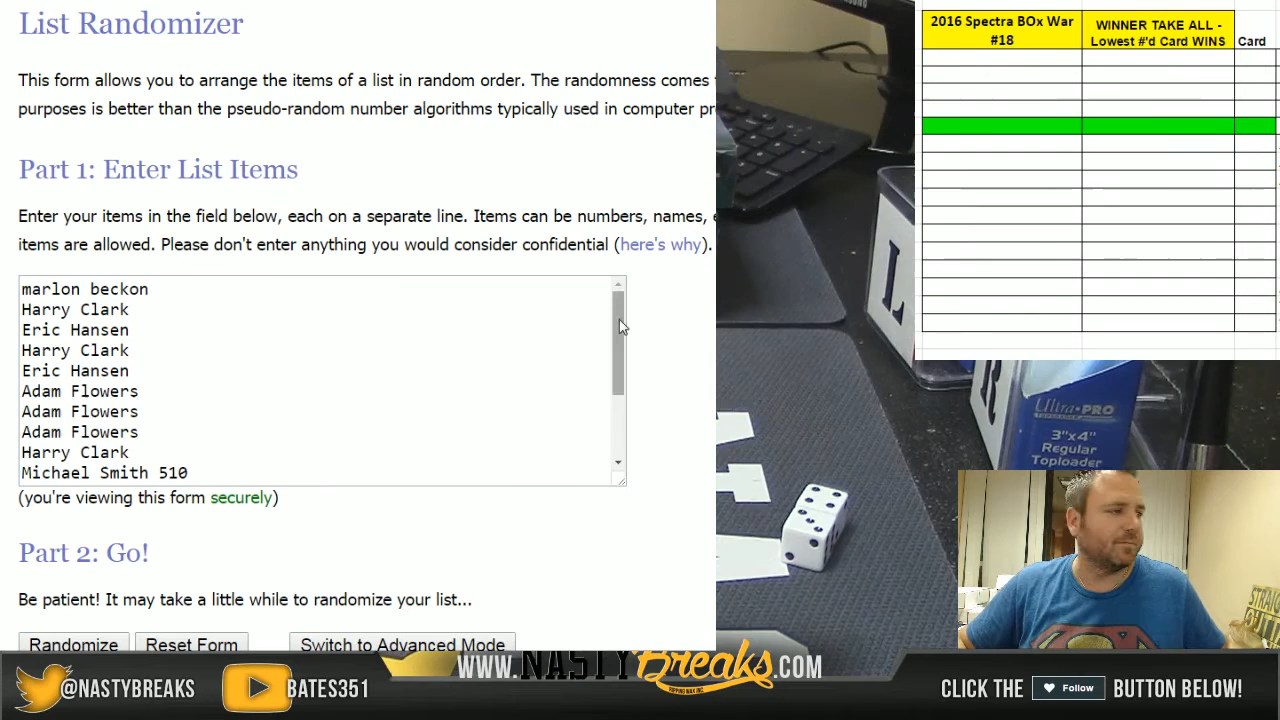 List Randomizer
This form allows you to arrange the items of a list in random order. The randomness comes
purposes is better than the pseudo-random number algorithms typically used in computer pr
Part 1: Enter List Items
Enter your items in the field below, each on a separate line. Items can be numbers, names, e
items are allowed. Please don't enter anything you would consider confidential (here's why).
marlon beckon
Harry Clark
Eric Hansen
Harry Clark
Eric Hansen
Adam Flowers
Adam Flowers
Adam Flowers
Harry Clark
Michael Smith 510
(you're viewing this form securely)
Part 2: Go!
Be patient! It may take a little while to randomize your list...
Randomize Reset Form Switch to Advanced Mode
2016 Spectra BOx War
#18
WINNER TAKE ALL -
Lowest #'d Card WINS
Card
L
R
Ultra·PRO
3"x4"
Regular
Toploader
STRAIG
OUTT
@NASTYBREAKS
BATES351
WWW.NASTYBreaks.COM
RIPPING WAX INC.
CLICK THE Follow BUTTON BELOW!